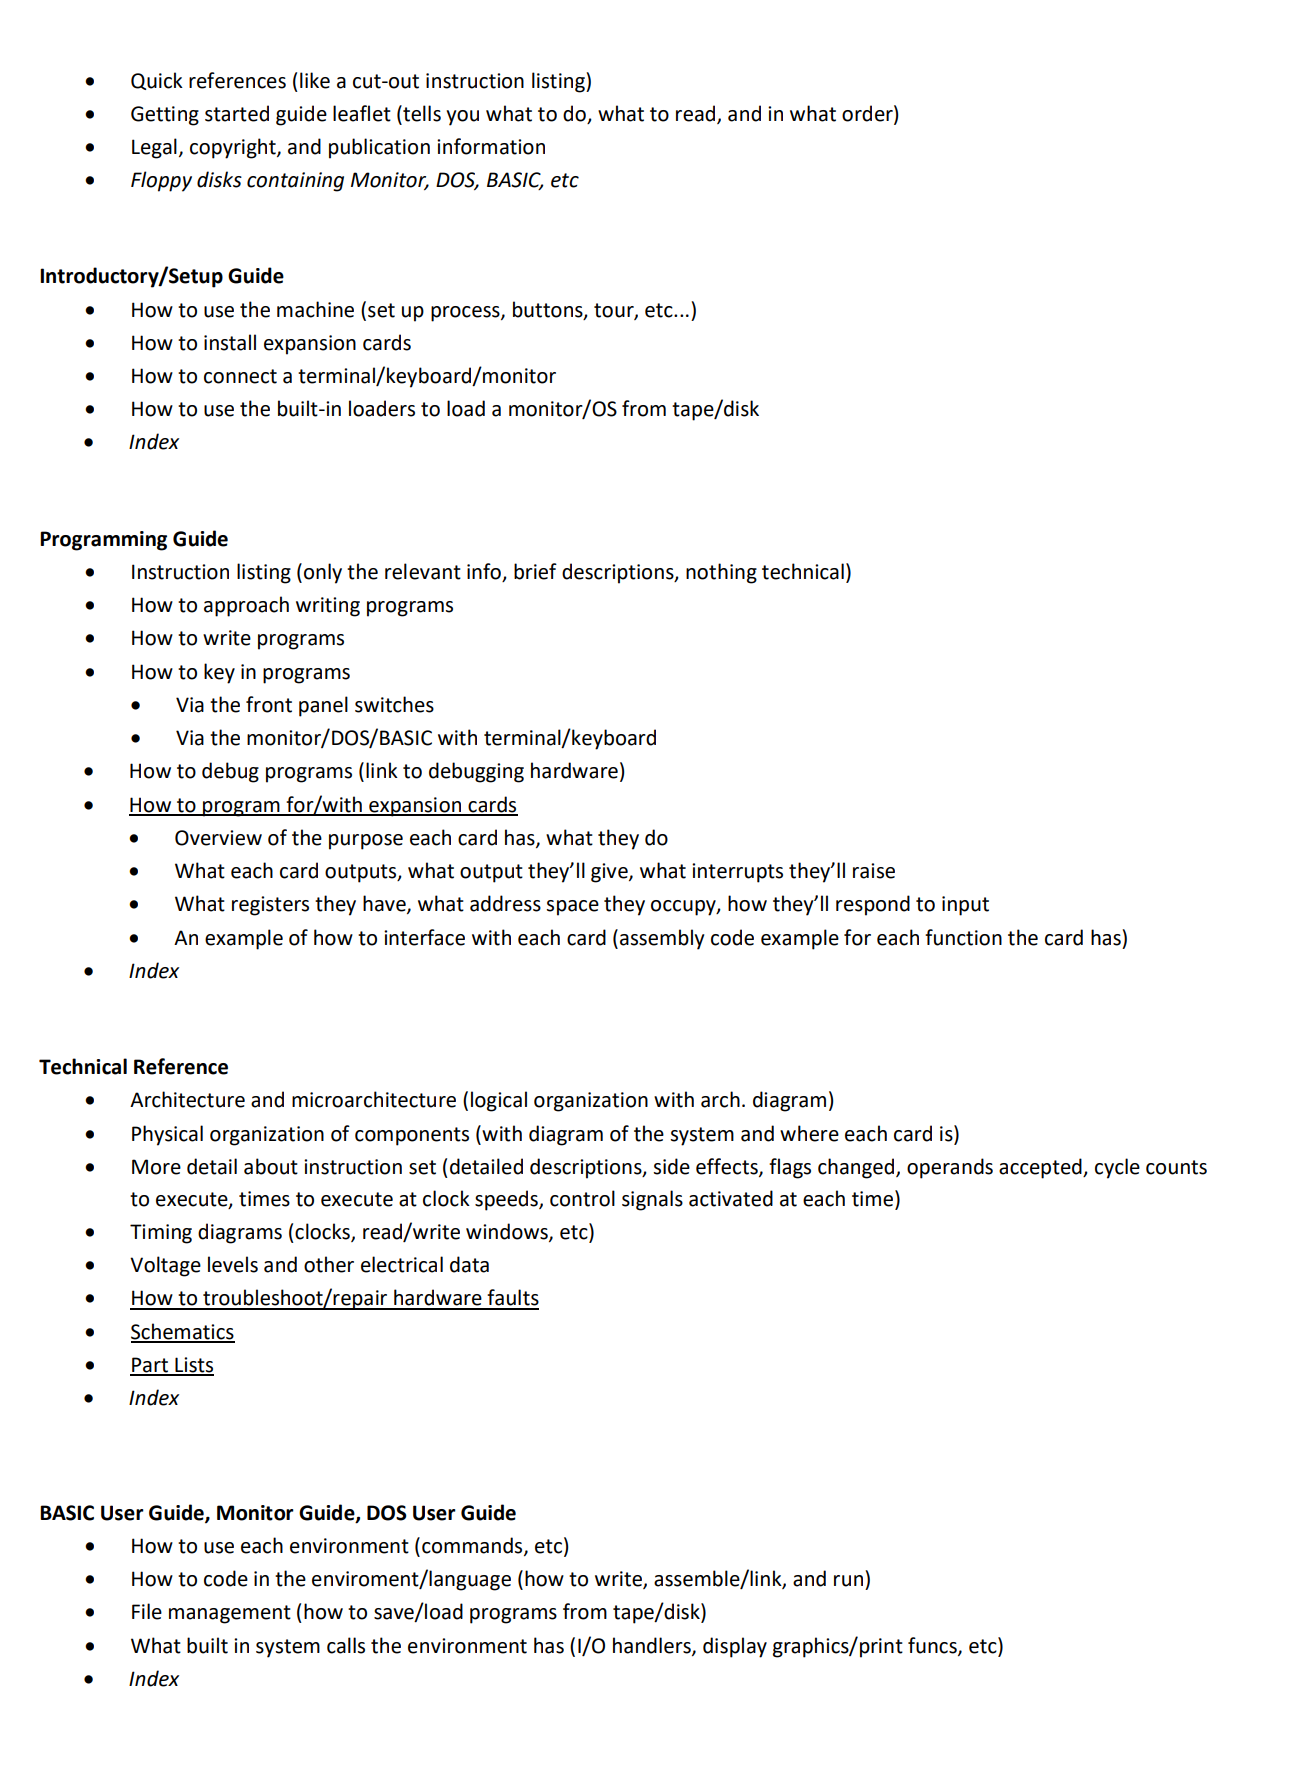 • Quick references (like a cut-out instruction listing)
• Getting started guide leaflet (tells you what to do, what to read, and in what order)
• Legal, copyright, and publication information
• Floppy disks containing Monitor, DOS, BASIC, etc
Introductory/Setup Guide
• How to use the machine (set up process, buttons, tour, etc...)
• How to install expansion cards
• How to connect a terminal/keyboard/monitor
• How to use the built-in loaders to load a monitor/OS from tape/disk
• Index
Programming Guide
• Instruction listing (only the relevant info, brief descriptions, nothing technical)
• How to approach writing programs
• How to write programs
• How to key in programs
• Via the front panel switches
• Via the monitor/DOS/BASIC with terminal/keyboard
• How to debug programs (link to debugging hardware)
• How to program for/with expansion cards
• Overview of the purpose each card has, what they do
• What each card outputs, what output they’ll give, what interrupts they’ll raise
• What registers they have, what address space they occupy, how they’ll respond to input
• An example of how to interface with each card (assembly code example for each function the card has)
• Index
Technical Reference
• Architecture and microarchitecture (logical organization with arch. diagram)
• Physical organization of components (with diagram of the system and where each card is)
• More detail about instruction set (detailed descriptions, side effects, flags changed, operands accepted, cycle counts
to execute, times to execute at clock speeds, control signals activated at each time)
• Timing diagrams (clocks, read/write windows, etc)
• Voltage levels and other electrical data
• How to troubleshoot/repair hardware faults
• Schematics
• Part Lists
• Index
BASIC User Guide, Monitor Guide, DOS User Guide
• How to use each environment (commands, etc)
• How to code in the enviroment/language (how to write, assemble/link, and run)
• File management (how to save/load programs from tape/disk)
• What built in system calls the environment has (I/O handlers, display graphics/print funcs, etc)
• Index